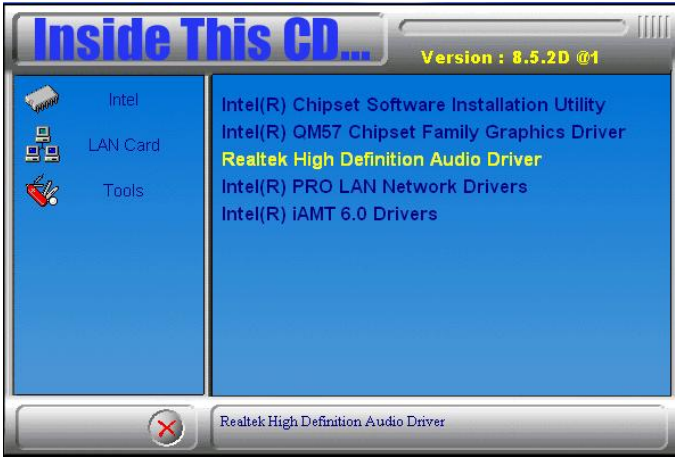 Inside This CD...
Version : 8.5.2D @1
Intel
LAN Card
Tools
Intel(R) Chipset Software Installation Utility
Intel(R) QM57 Chipset Family Graphics Driver
Realtek High Definition Audio Driver
Intel(R) PRO LAN Network Drivers
Intel(R) iAMT 6.0 Drivers
Realtek High Definition Audio Driver